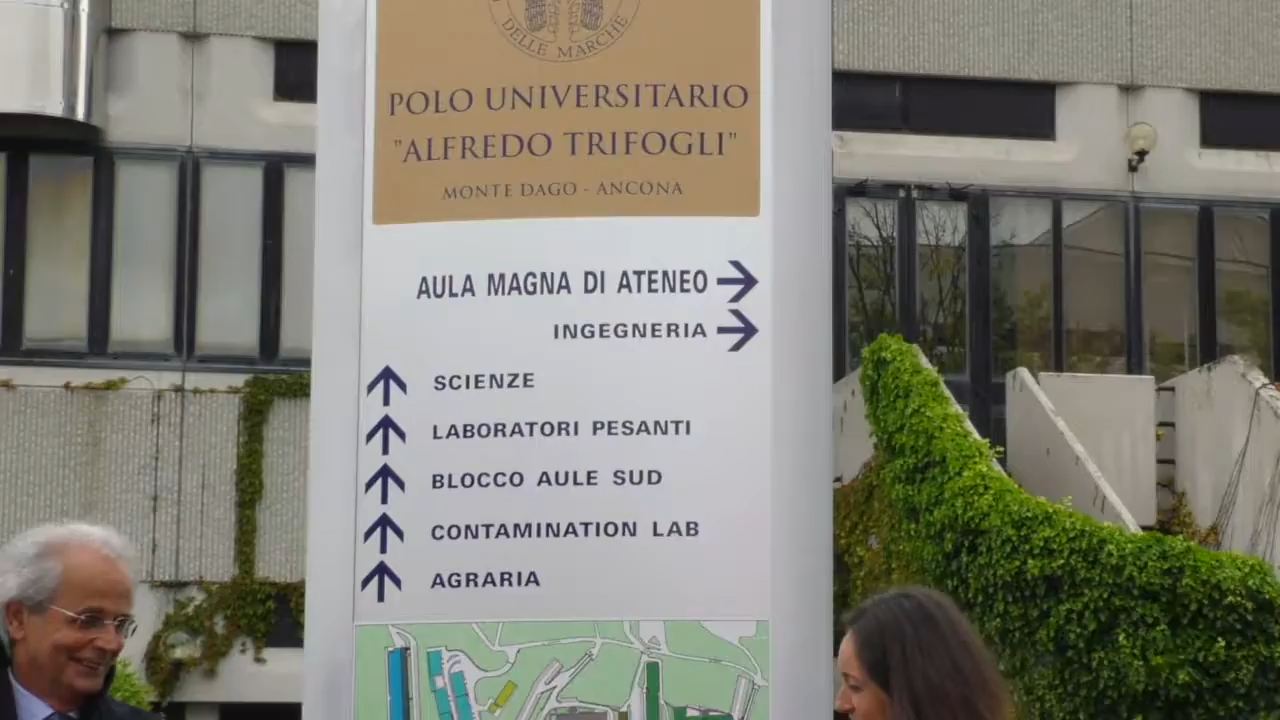 DELLE MARCHE
POLO UNIVERSITARIO
"ALFREDO TRIFOGLI"
MONTE DAGO - ANCONA
AULA MAGNA DI ATENEO
INGEGNERIA
SCIENZE
LABORATORI PESANTI
BLOCCO AULE SUD
CONTAMINATION LAB
AGRARIA